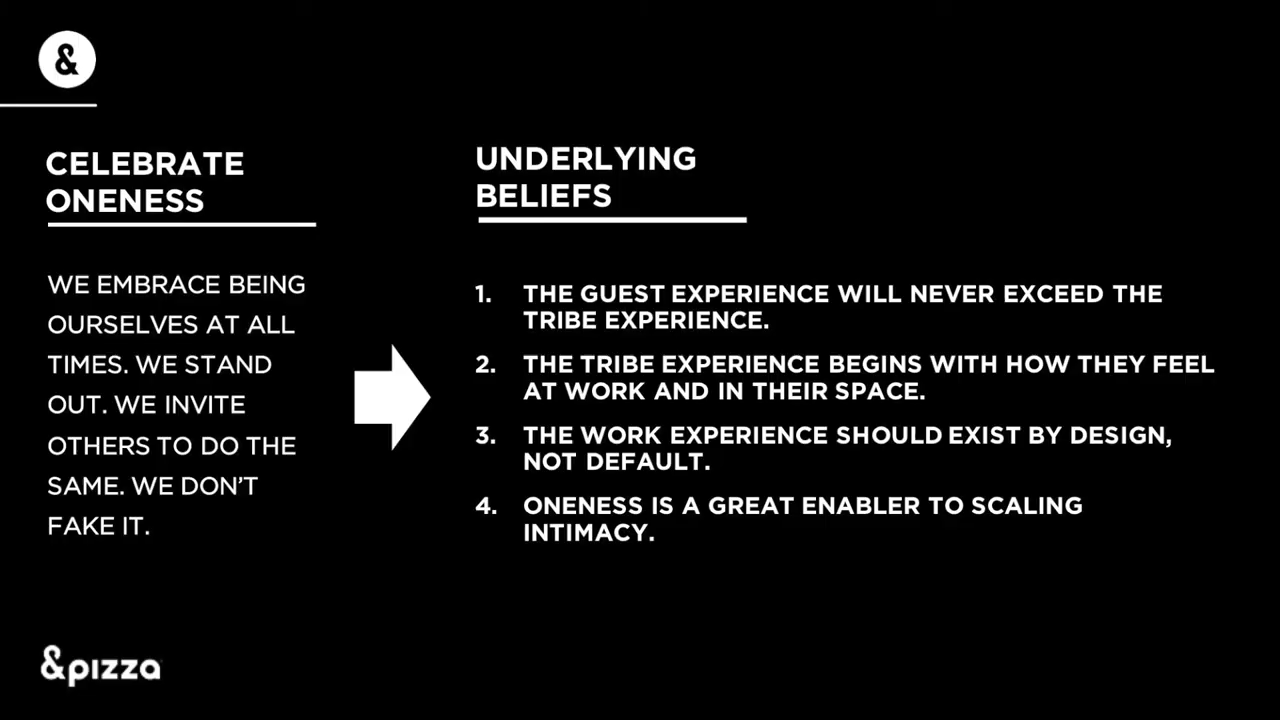 &
CELEBRATE
ONENESS
WE EMBRACE BEING
OURSELVES AT ALL
TIMES. WE STAND
OUT. WE INVITE
OTHERS TO DO THE
SAME. WE DON'T
FAKE IT.
UNDERLYING
BELIEFS
1. THE GUEST EXPERIENCE WILL NEVER EXCEED THE
TRIBE EXPERIENCE.
2. THE TRIBE EXPERIENCE BEGINS WITH HOW THEY FEEL
AT WORK AND IN THEIR SPACE.
3. THE WORK EXPERIENCE SHOULD EXIST BY DESIGN,
NOT DEFAULT.
4. ONENESS IS A GREAT ENABLER TO SCALING
INTIMACY.
&pizza